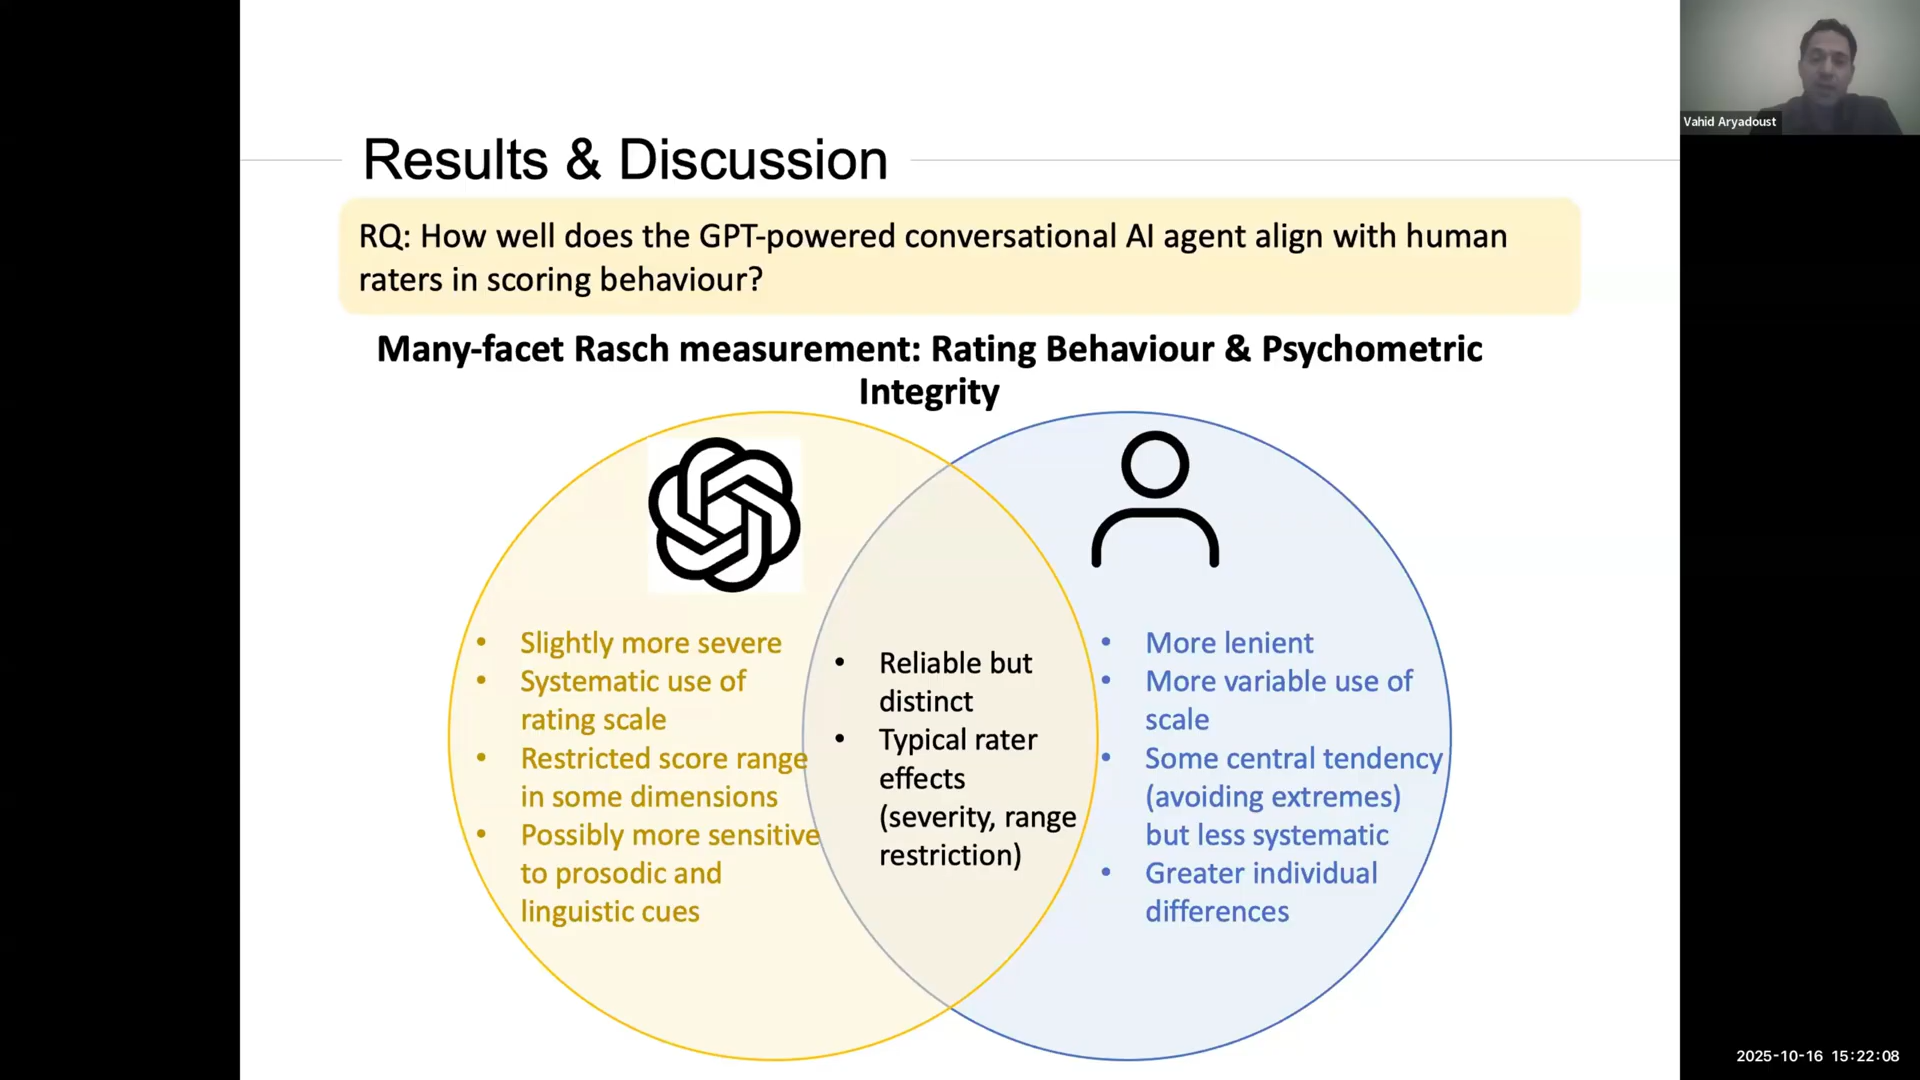 Vahid Aryadoust
Results & Discussion
RQ: How well does the GPT-powered conversational AI agent align with human
raters in scoring behaviour?
Many-facet Rasch measurement: Rating Behaviour & Psychometric
Integrity
• Slightly more severe
• Systematic use of
rating scale
• Restricted score range
in some dimensions
• Possibly more sensitive
to prosodic and
linguistic cues
• Reliable but
distinct
• Typical rater
effects
(severity, range
restriction)
• More lenient
• More variable use of
scale
• Some central tendency
(avoiding extremes)
but less systematic
• Greater individual
differences
2025-10-16 15:22:08